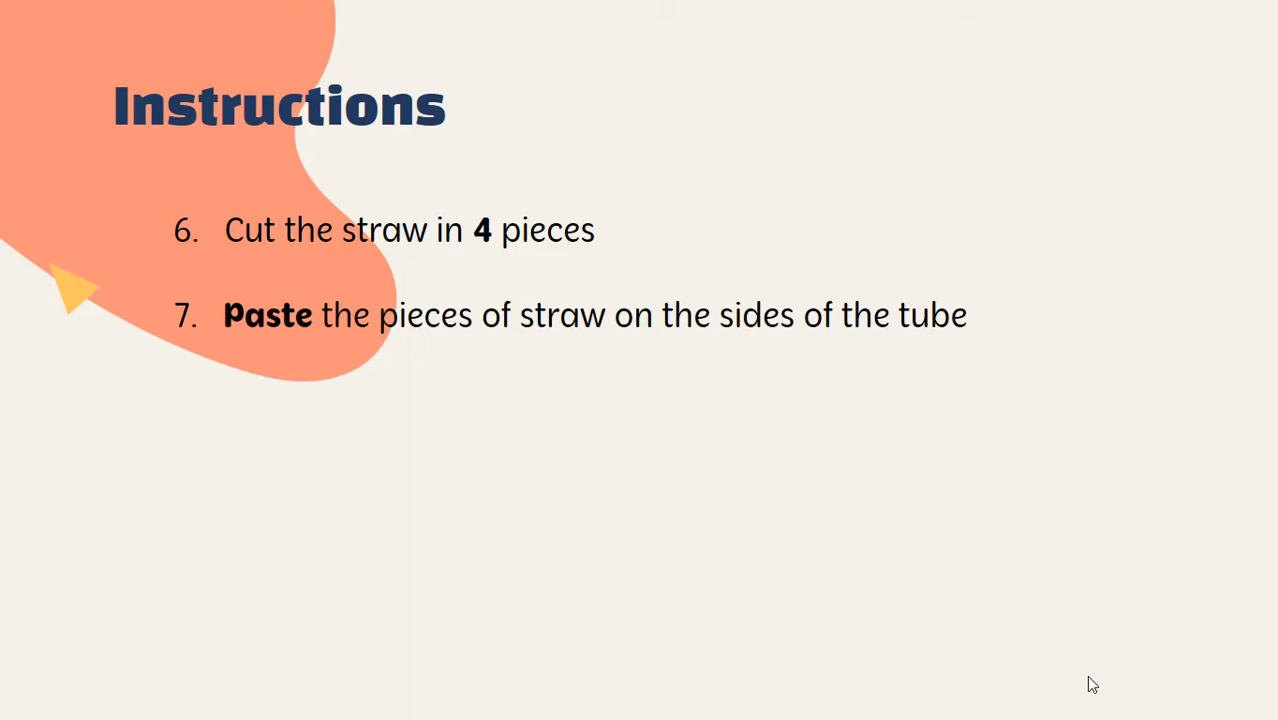 Instructions
6. Cut the straw in 4 pieces
7. Paste the pieces of straw on the sides of the tube